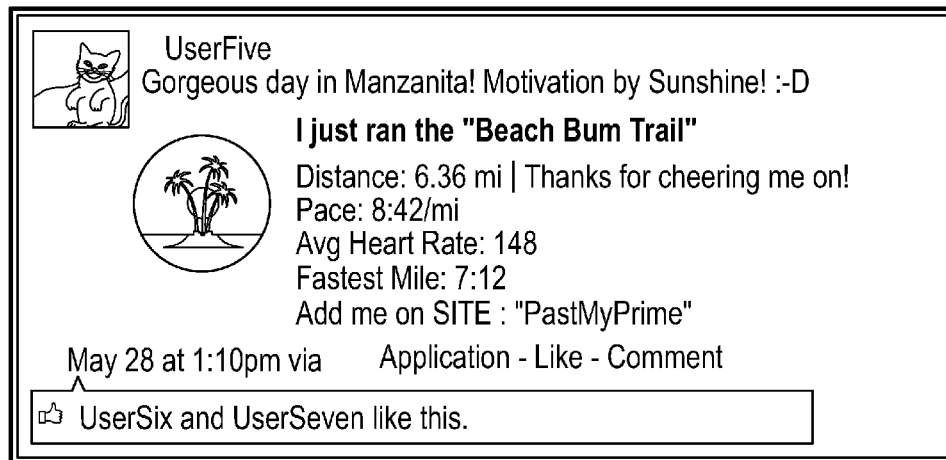 UserFive
Gorgeous day in Manzanita! Motivation by Sunshine! :-D
I just ran the "Beach Bum Trail"
Distance: 6.36 mi | Thanks for cheering me on!
Pace: 8:42/mi
Avg Heart Rate: 148
Fastest Mile: 7:12
Add me on SITE : "PastMyPrime"
May 28 at 1:10pm via Application - Like - Comment
UserSix and UserSeven like this.